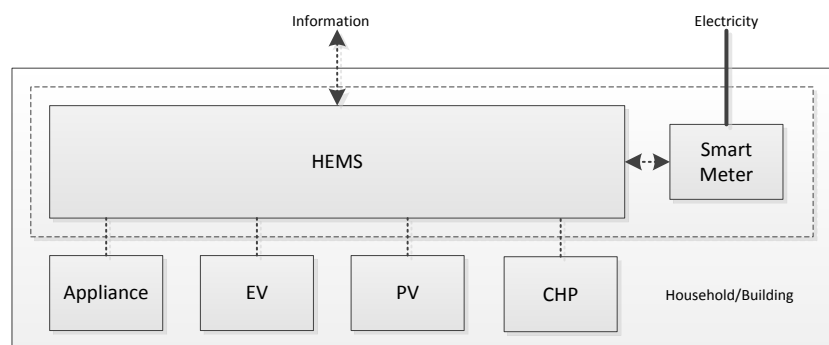 Information
Electricity
HEMS
Smart
Meter
Appliance
EV
PV
CHP
Household/Building